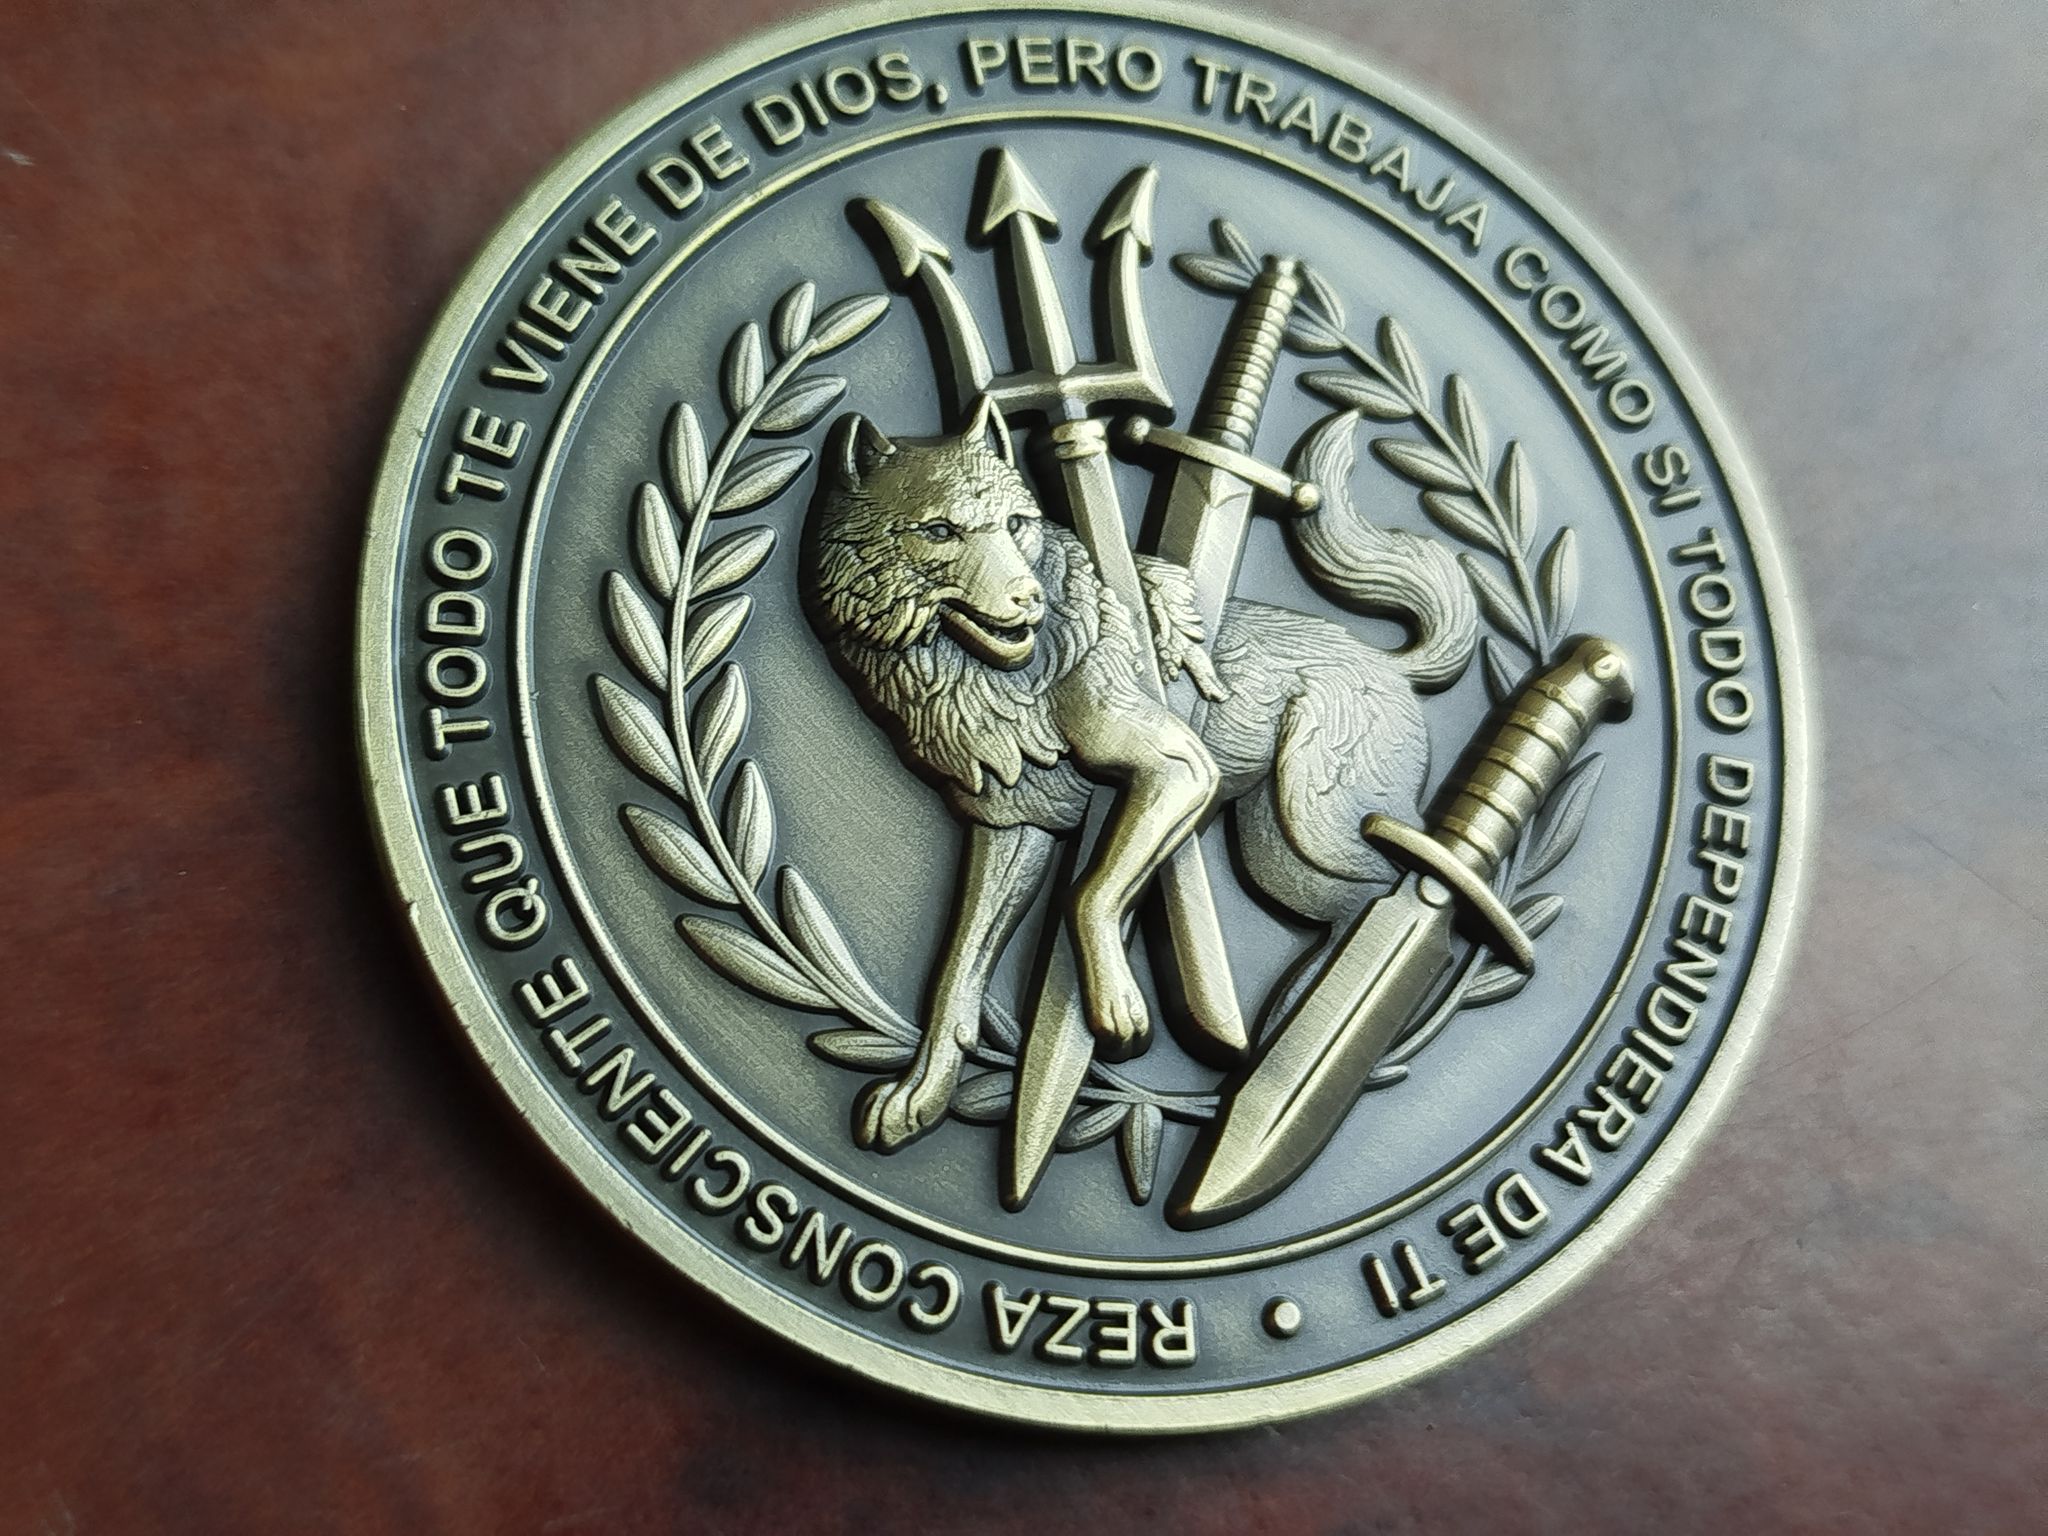 REZA CONSCIENTE QUE TODO TE VIENE DE DIOS, PERO TRABAJA COMO SI TODO DEPENDIERA DE TI •